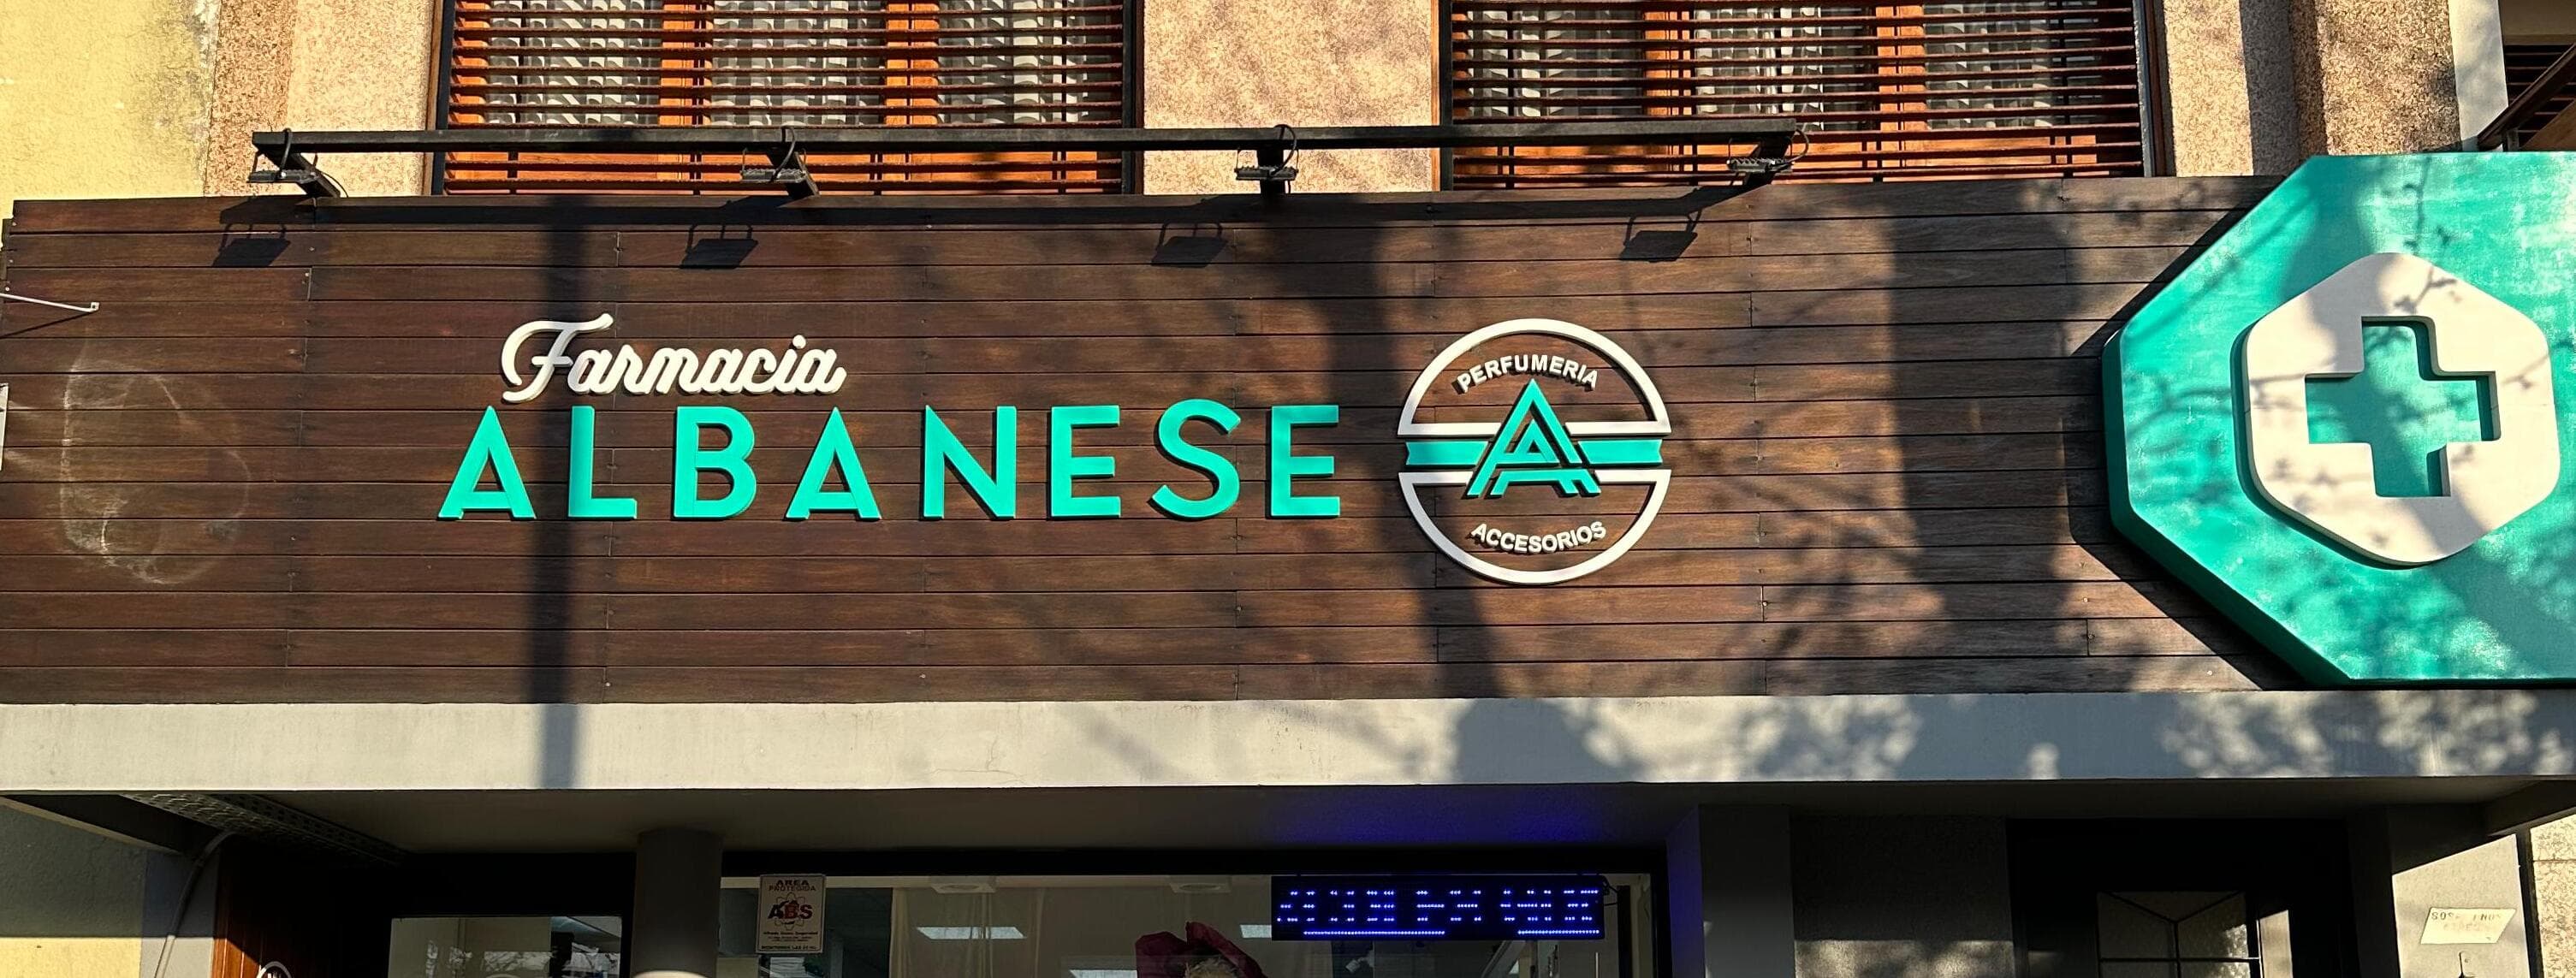 Farmacia
ALBANESE
PERFUMERIA
A
ACCESORIOS
AREA
PROTEGIDA
ABS